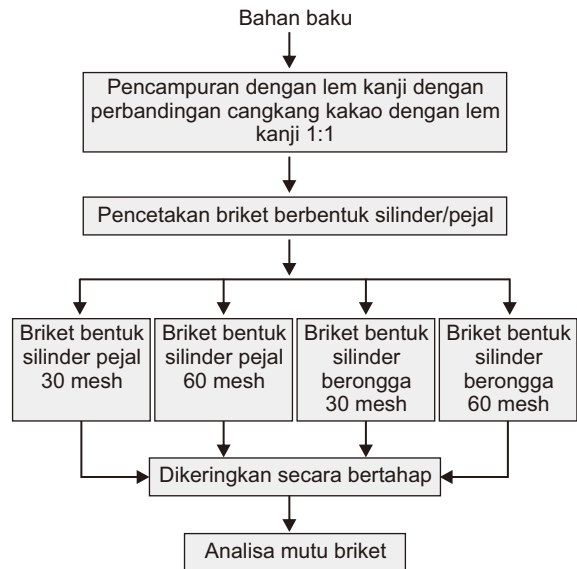 Bahan baku
Pencampuran dengan lem kanji dengan
perbandingan cangkang kakao dengan lem
kanji 1:1
Pencetakan briket berbentuk silinder/pejal
Briket bentuk
silinder pejal
30 mesh
Briket bentuk
silinder pejal
60 mesh
Briket bentuk
silinder
berongga
30 mesh
Briket bentuk
silinder
berongga
60 mesh
Dikeringkan secara bertahap
Analisa mutu briket